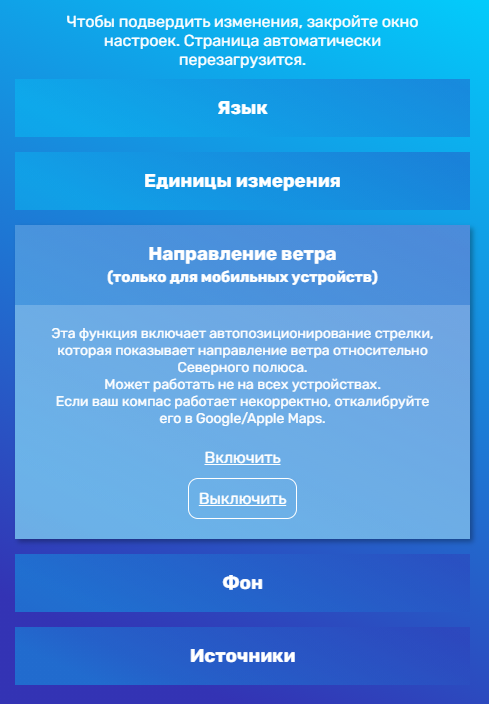 Чтобы подвердить изменения, закройте окно
настроек. Страница автоматически
перезагрузится.
Язык
Единицы измерения
Направление ветра
(только для мобильных устройств)
Эта функция включает автопозиционирование стрелки,
которая показывает направление ветра относительно
Северного полюса.
Может работать не на всех устройствах.
Если ваш компас работает некорректно, откалибруйте
его в Google/Apple Maps.
Включить
Выключить
Фон
Источники